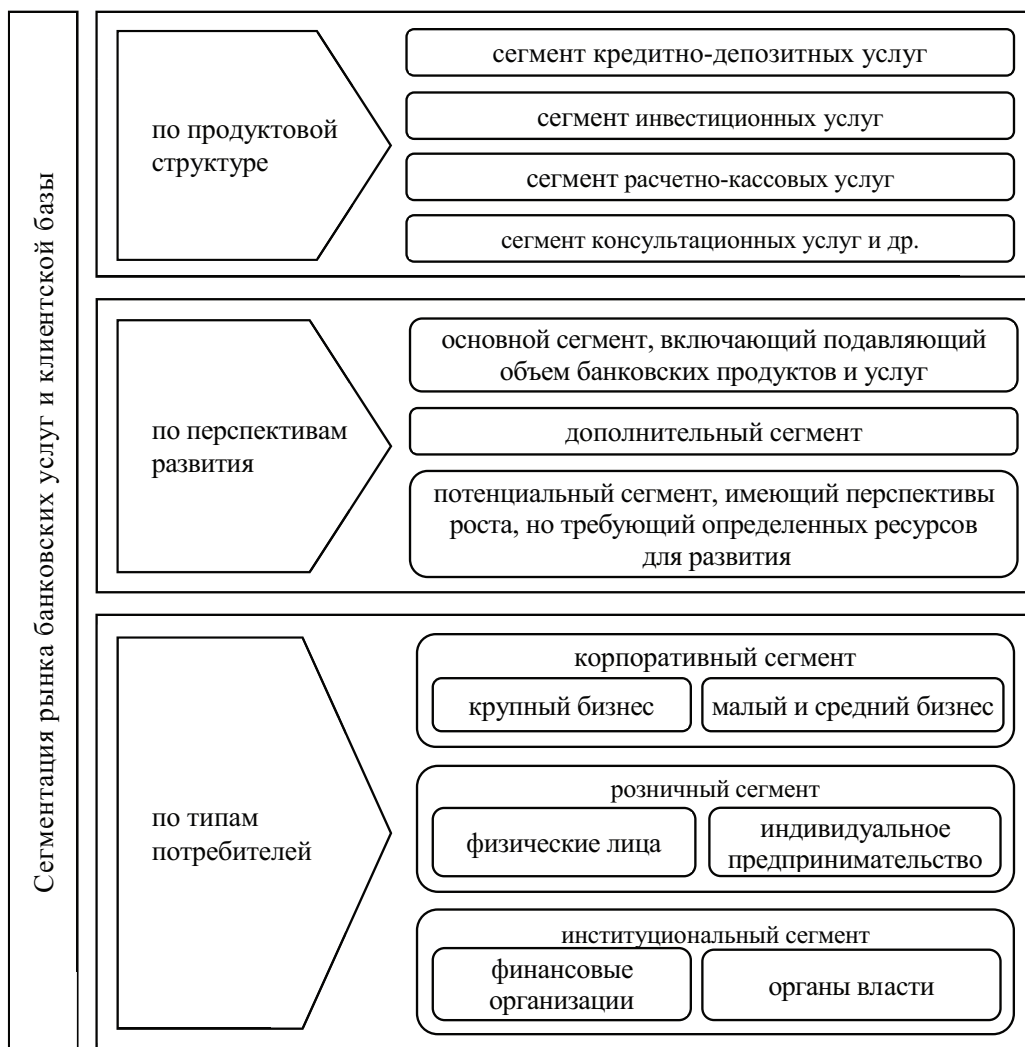 Сегментация рынка банковских услуг и клиентской базы
по продуктовой
структуре
сегмент кредитно-депозитных услуг
сегмент инвестиционных услуг
сегмент расчетно-кассовых услуг
сегмент консультационных услуг и др.
по перспективам
развития
основной сегмент, включающий подавляющий
объем банковских продуктов и услуг
дополнительный сегмент
потенциальный сегмент, имеющий перспективы
роста, но требующий определенных ресурсов
для развития
по типам
потребителей
корпоративный сегмент
крупный бизнес
малый и средний бизнес
розничный сегмент
физические лица
индивидуальное
предпринимательство
институциональный сегмент
финансовые
организации
органы власти